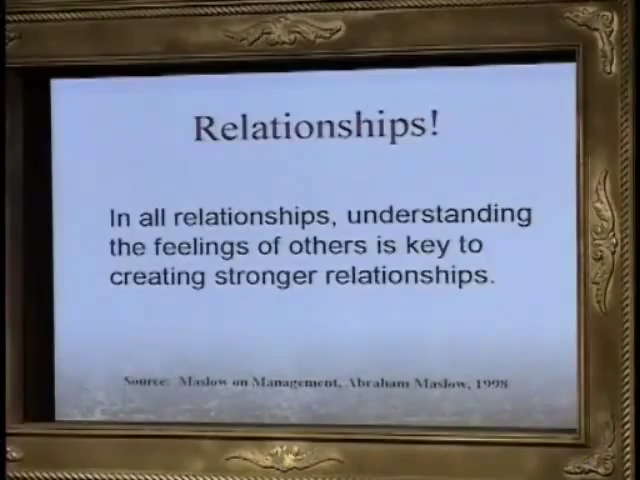 Relationships!
In all relationships, understanding
the feelings of others is key to
creating stronger relationships.
Source: Maslow on Management, Abraham Maslow, 1998